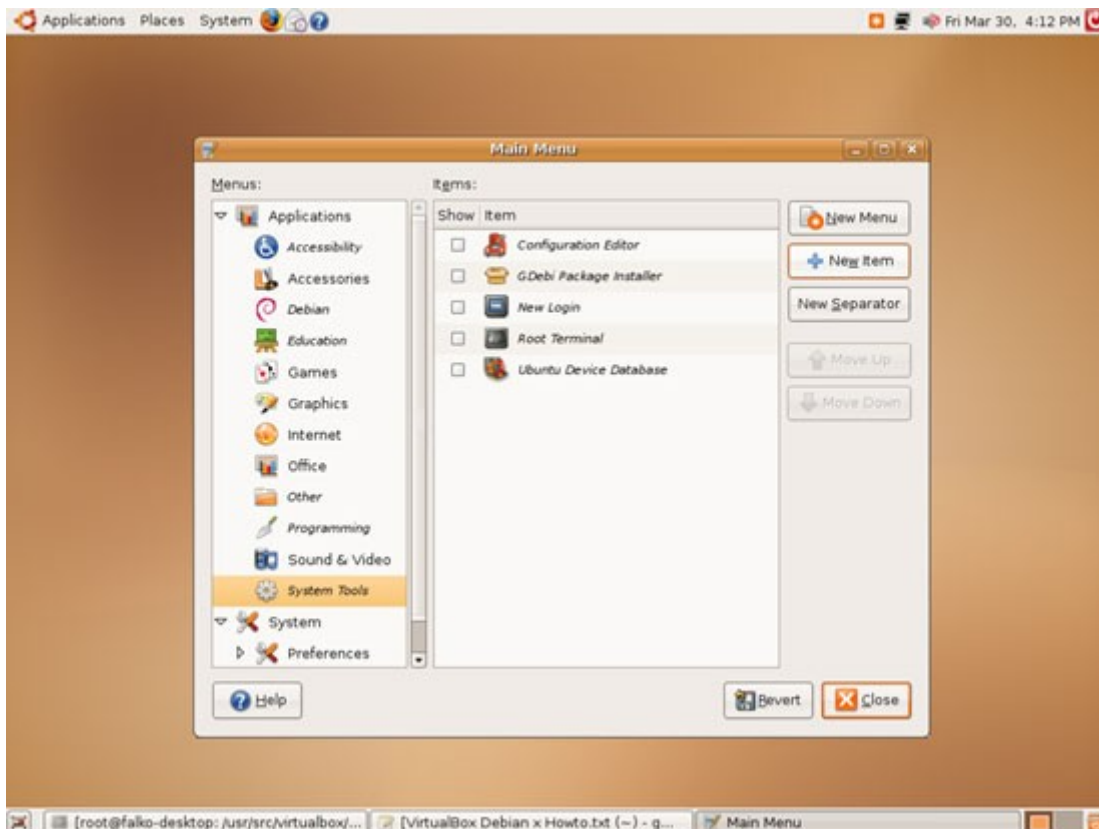 Applications Places System
Fri Mar 30, 4:12 PM
Main Menu
Menus:
Items:
Applications
Accessibility
Accessories
Debian
Education
Games
Graphics
Internet
Office
Other
Programming
Sound & Video
System Tools
System
Preferences
Show Item
Configuration Editor
GDebi Package Installer
New Login
Root Terminal
Ubuntu Device Database
New Menu
New Item
New Separator
Move Up
Move Down
Help
Revert
Close
[root@falko-desktop: /usr/src/virtualbox/...
[VirtualBox Debian x Howto.txt (~) - g...
Main Menu